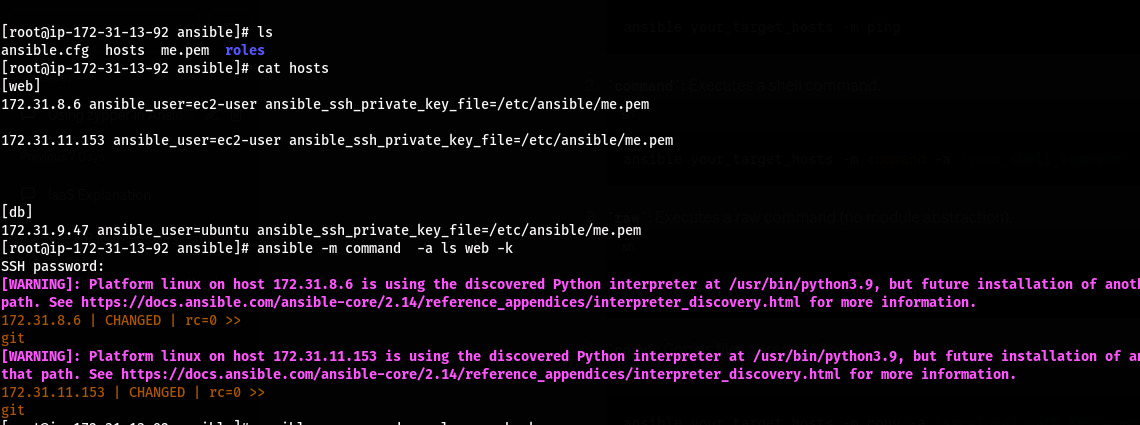 [root@ip-172-31-13-92 ansible]# ls
ansible.cfg  hosts  me.pem  roles
[root@ip-172-31-13-92 ansible]# cat hosts
[web]
172.31.8.6 ansible_user=ec2-user ansible_ssh_private_key_file=/etc/ansible/me.pem
172.31.11.153 ansible_user=ec2-user ansible_ssh_private_key_file=/etc/ansible/me.pem
[db]
172.31.9.47 ansible_user=ubuntu ansible_ssh_private_key_file=/etc/ansible/me.pem
[root@ip-172-31-13-92 ansible]# ansible -m command  -a ls web -k
SSH password:
[WARNING]: Platform linux on host 172.31.8.6 is using the discovered Python interpreter at /usr/bin/python3.9, but future installation of
path. See https://docs.ansible.com/ansible-core/2.14/reference_appendices/interpreter_discovery.html for more information.
172.31.8.6 | CHANGED | rc=0 >>
git
[WARNING]: Platform linux on host 172.31.11.153 is using the discovered Python interpreter at /usr/bin/python3.9, but future installation of
that path. See https://docs.ansible.com/ansible-core/2.14/reference_appendices/interpreter_discovery.html for more information.
172.31.11.153 | CHANGED | rc=0 >>
git